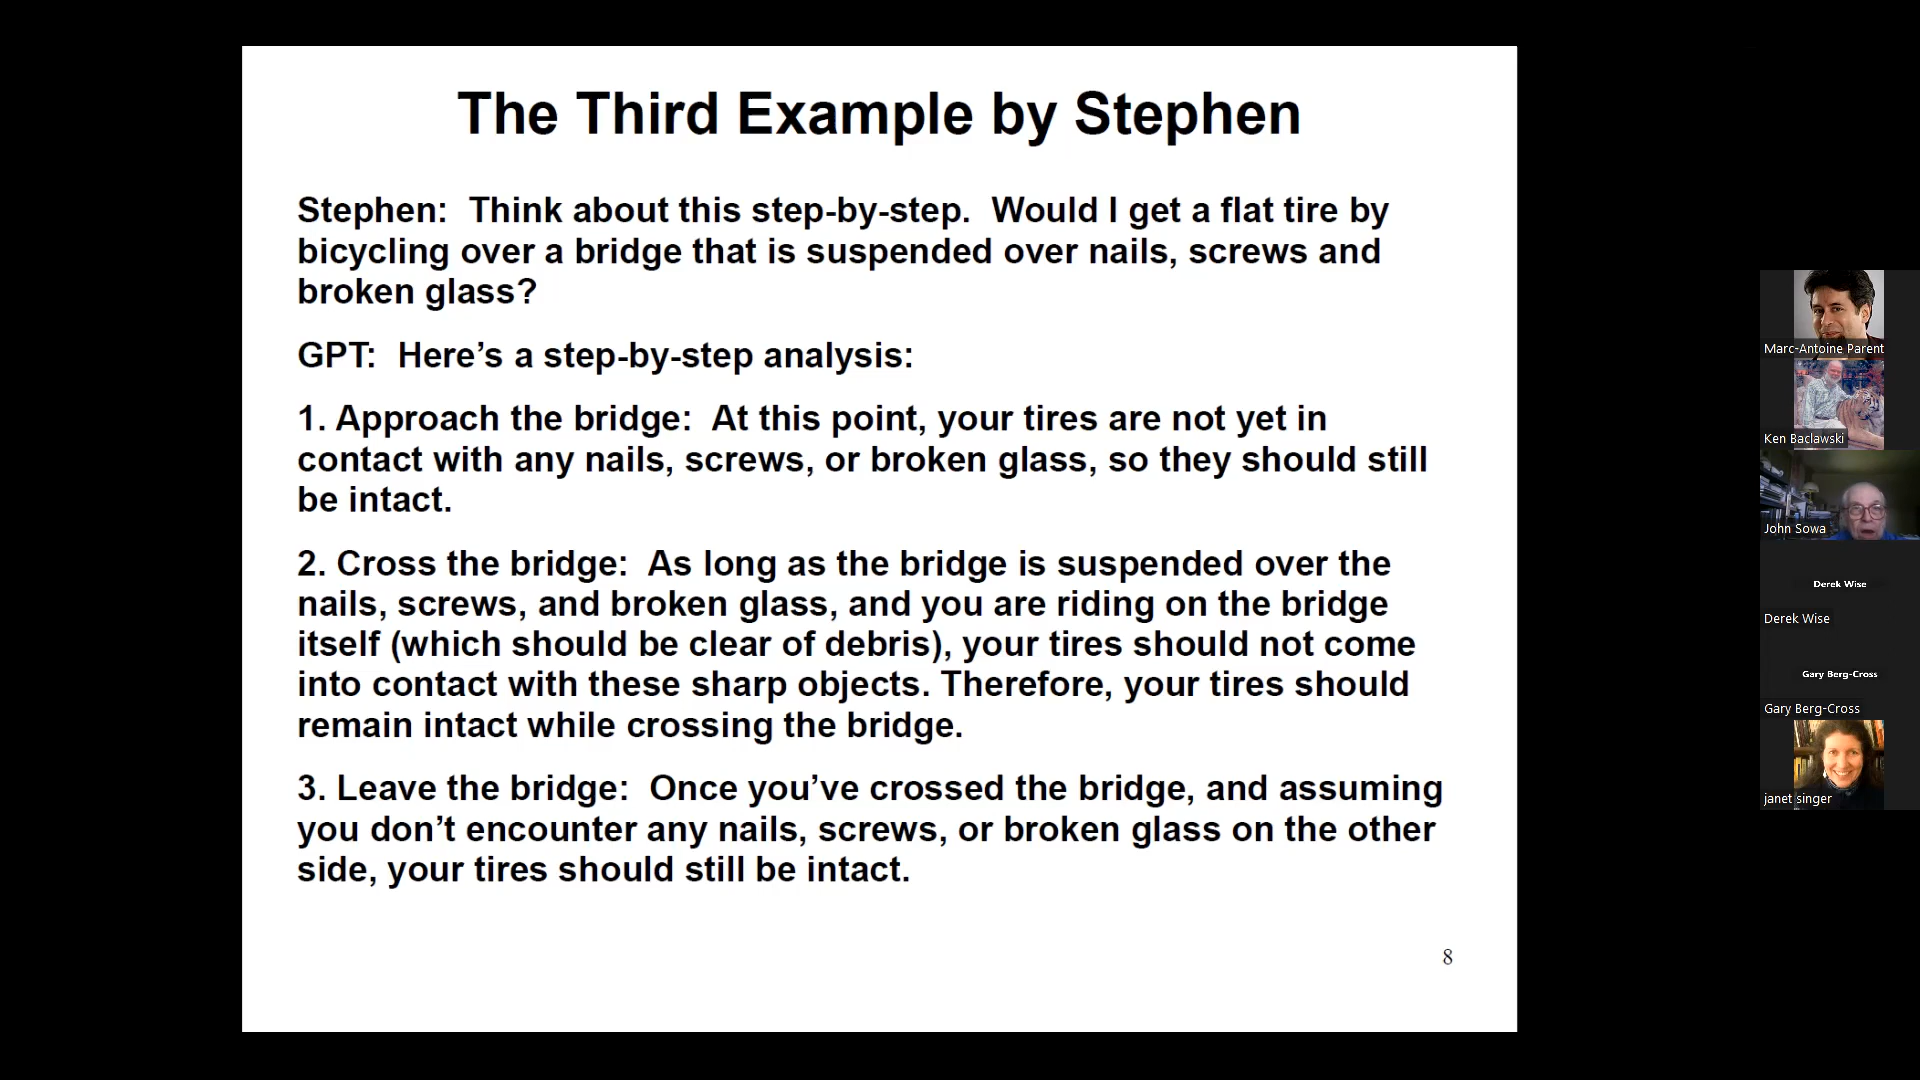 The Third Example by Stephen
Stephen:  Think about this step-by-step.  Would I get a flat tire by
bicycling over a bridge that is suspended over nails, screws and
broken glass?
GPT:  Here’s a step-by-step analysis:
1. Approach the bridge:  At this point, your tires are not yet in
contact with any nails, screws, or broken glass, so they should still
be intact.
2. Cross the bridge:  As long as the bridge is suspended over the
nails, screws, and broken glass, and you are riding on the bridge
itself (which should be clear of debris), your tires should not come
into contact with these sharp objects. Therefore, your tires should
remain intact while crossing the bridge.
3. Leave the bridge:  Once you’ve crossed the bridge, and assuming
you don’t encounter any nails, screws, or broken glass on the other
side, your tires should still be intact.
8
Marc-Antoine Parent
Ken Baclawski
John Sowa
Derek Wise
Derek Wise
Gary Berg-Cross
Gary Berg-Cross
janet singer